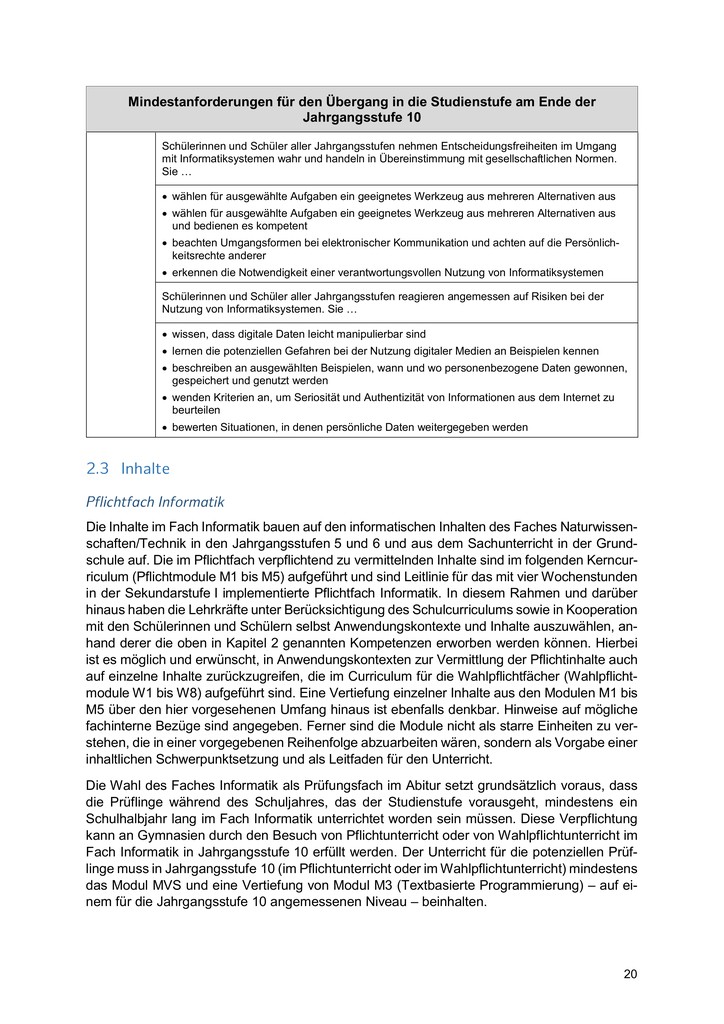 Mindestanforderungen für den Übergang in die Studienstufe am Ende der
Jahrgangsstufe 10
Schülerinnen und Schüler aller Jahrgangsstufen nehmen Entscheidungsfreiheiten im Umgang
mit Informatiksystemen wahr und handeln in Übereinstimmung mit gesellschaftlichen Normen.
Sie …
• wählen für ausgewählte Aufgaben ein geeignetes Werkzeug aus mehreren Alternativen aus
• wählen für ausgewählte Aufgaben ein geeignetes Werkzeug aus mehreren Alternativen aus
und bedienen es kompetent
• beachten Umgangsformen bei elektronischer Kommunikation und achten auf die Persönlich-
keitsrechte anderer
• erkennen die Notwendigkeit einer verantwortungsvollen Nutzung von Informatiksystemen
Schülerinnen und Schüler aller Jahrgangsstufen reagieren angemessen auf Risiken bei der
Nutzung von Informatiksystemen. Sie …
• wissen, dass digitale Daten leicht manipulierbar sind
• lernen die potenziellen Gefahren bei der Nutzung digitaler Medien an Beispielen kennen
• beschreiben an ausgewählten Beispielen, wann und wo personenbezogene Daten gewonnen,
gespeichert und genutzt werden
• wenden Kriterien an, um Seriosität und Authentizität von Informationen aus dem Internet zu
beurteilen
• bewerten Situationen, in denen persönliche Daten weitergegeben werden
2.3 Inhalte
Pflichtfach Informatik
Die Inhalte im Fach Informatik bauen auf den informatischen Inhalten des Faches Naturwissen-
schaften/Technik in den Jahrgangsstufen 5 und 6 und aus dem Sachunterricht in der Grund-
schule auf. Die im Pflichtfach verpflichtend zu vermittelnden Inhalte sind im folgenden Kerncur-
riculum (Pflichtmodule M1 bis M5) aufgeführt und sind Leitlinie für das mit vier Wochenstunden
in der Sekundarstufe I implementierte Pflichtfach Informatik. In diesem Rahmen und darüber
hinaus haben die Lehrkräfte unter Berücksichtigung des Schulcurriculums sowie in Kooperation
mit den Schülerinnen und Schülern selbst Anwendungskontexte und Inhalte auszuwählen, an-
hand derer die oben in Kapitel 2 genannten Kompetenzen erworben werden können. Hierbei
ist es möglich und erwünscht, in Anwendungskontexten zur Vermittlung der Pflichtinhalte auch
auf einzelne Inhalte zurückzugreifen, die im Curriculum für die Wahlpflichtfächer (Wahlpflicht-
module W1 bis W8) aufgeführt sind. Eine Vertiefung einzelner Inhalte aus den Modulen M1 bis
M5 über den hier vorgesehenen Umfang hinaus ist ebenfalls denkbar. Hinweise auf mögliche
fachinterne Bezüge sind angegeben. Ferner sind die Module nicht als starre Einheiten zu ver-
stehen, die in einer vorgegebenen Reihenfolge abzuarbeiten wären, sondern als Vorgabe einer
inhaltlichen Schwerpunktsetzung und als Leitfaden für den Unterricht.
Die Wahl des Faches Informatik als Prüfungsfach im Abitur setzt grundsätzlich voraus, dass
die Prüflinge während des Schuljahres, das der Studienstufe vorausgeht, mindestens ein
Schulhalbjahr lang im Fach Informatik unterrichtet worden sein müssen. Diese Verpflichtung
kann an Gymnasien durch den Besuch von Pflichtunterricht oder von Wahlpflichtunterricht im
Fach Informatik in Jahrgangsstufe 10 erfüllt werden. Der Unterricht für die potenziellen Prüf-
linge muss in Jahrgangsstufe 10 (im Pflichtunterricht oder im Wahlpflichtunterricht) mindestens
das Modul MVS und eine Vertiefung von Modul M3 (Textbasierte Programmierung) – auf ei-
nem für die Jahrgangsstufe 10 angemessenen Niveau – beinhalten.
20